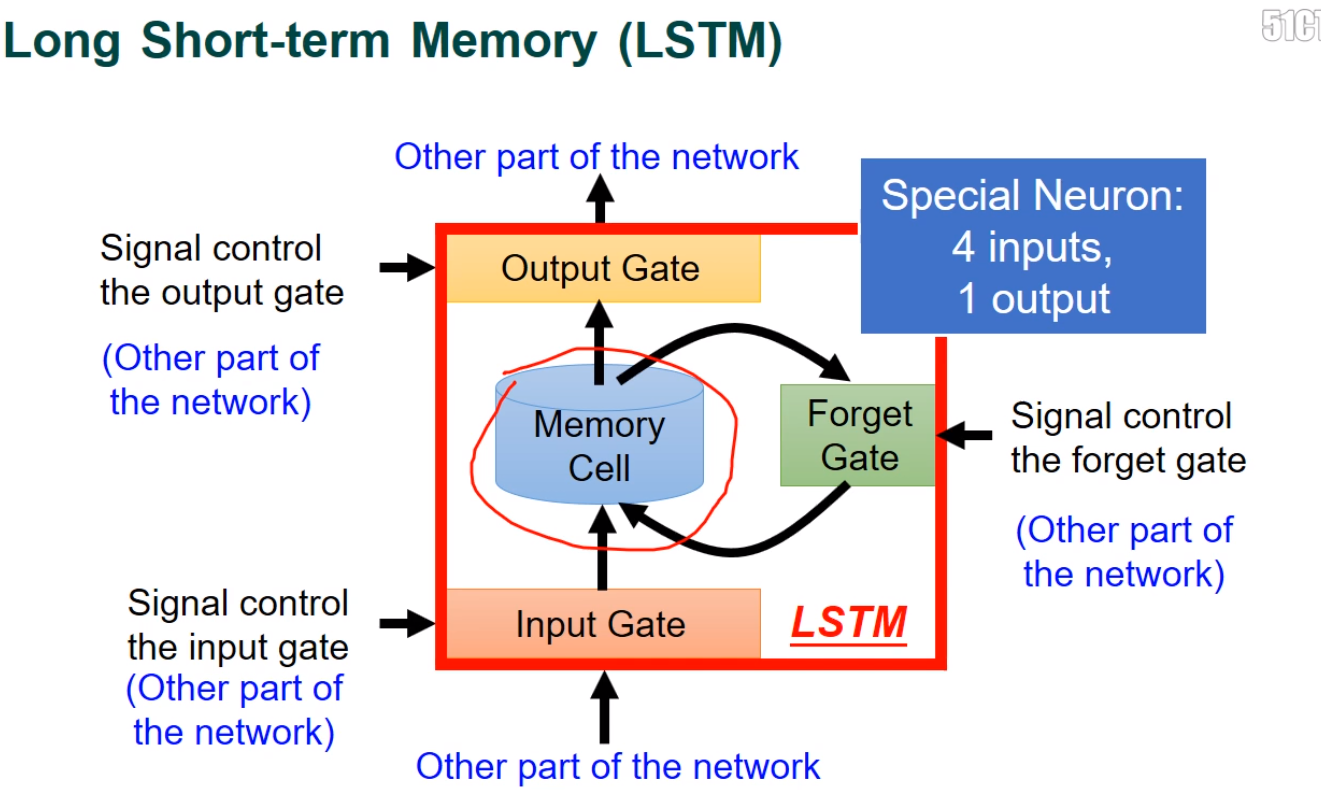 Long Short-term Memory (LSTM)
Other part of the network
Special Neuron:
4 inputs,
1 output
Signal control
the output gate
(Other part of
the network)
Output Gate
Memory
Cell
Forget
Gate
Signal control
the forget gate
(Other part of
the network)
Signal control
the input gate
(Other part of
the network)
Input Gate
LSTM
Other part of the network